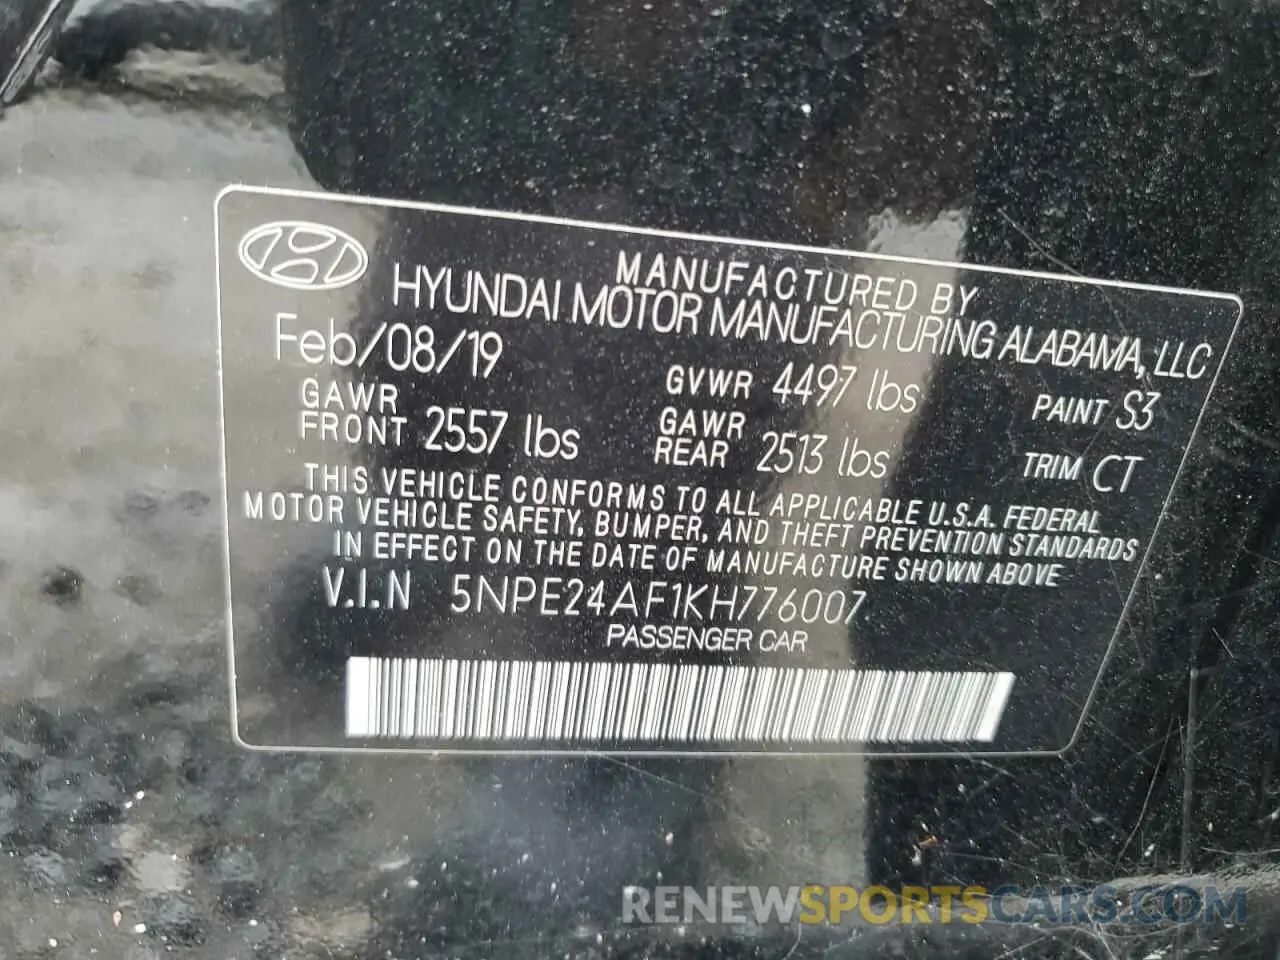 MANUFACTURED BY
HYUNDAI MOTOR MANUFACTURING ALABAMA, LLC
Feb/08/19 GVWR 4497 lbs PAINT S3
GAWR FRONT 2557 lbs GAWR REAR 2513 lbs TRIM CT
THIS VEHICLE CONFORMS TO ALL APPLICABLE U.S.A. FEDERAL
MOTOR VEHICLE SAFETY, BUMPER, AND THEFT PREVENTION STANDARDS
IN EFFECT ON THE DATE OF MANUFACTURE SHOWN ABOVE
V.I.N 5NPE24AF1KH776007
PASSENGER CAR
RENEWSPORTSCARS.COM